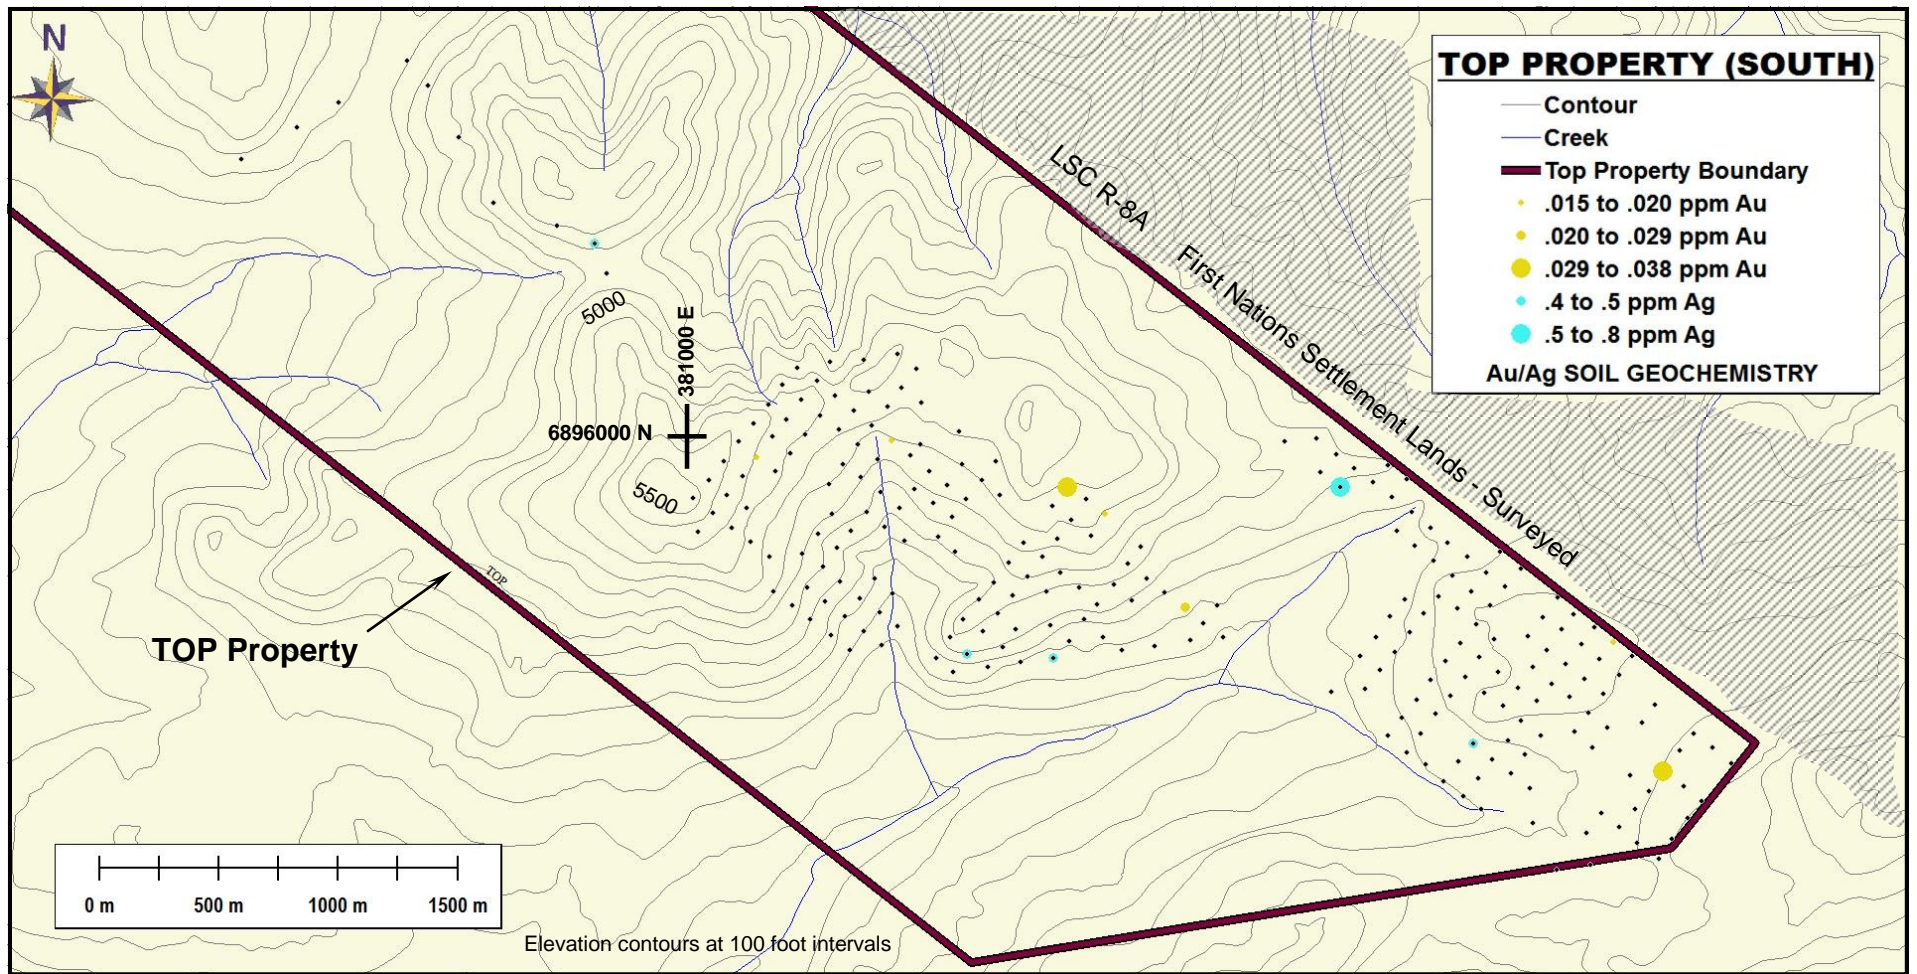 N
TOP PROPERTY (SOUTH)
Contour
Creek
Top Property Boundary
.015 to .020 ppm Au
.020 to .029 ppm Au
.029 to .038 ppm Au
.4 to .5 ppm Ag
.5 to .8 ppm Ag
Au/Ag SOIL GEOCHEMISTRY
LSC R-8A
First Nations Settlement Lands - Surveyed
5000
381000 E
6896000 N
5500
TOP
TOP Property
0 m 500 m 1000 m 1500 m
Elevation contours at 100 foot intervals